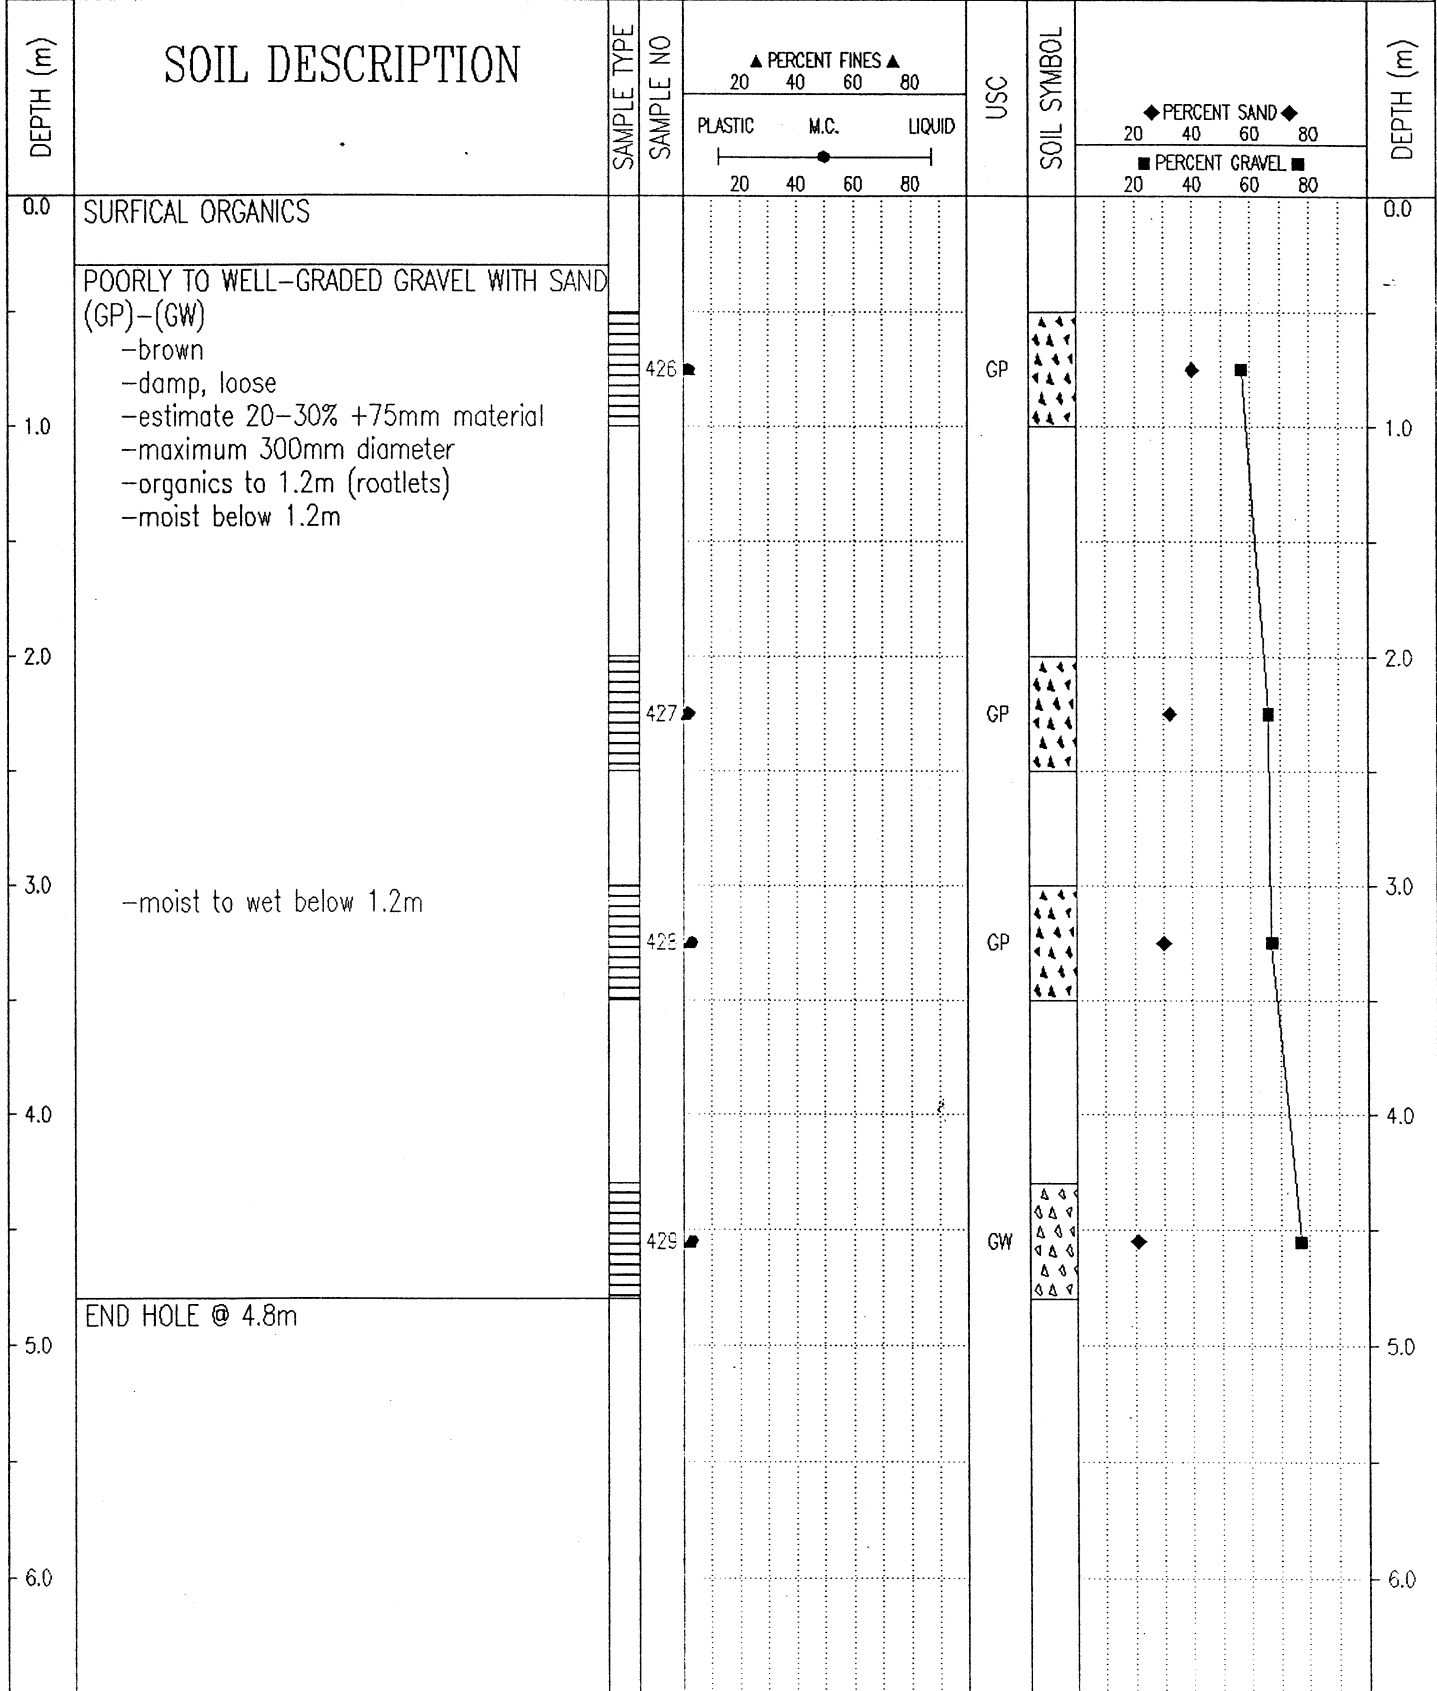 DEPTH (m)
SOIL DESCRIPTION
SAMPLE TYPE
SAMPLE NO
▲ PERCENT FINES ▲
20 40 60 80
PLASTIC M.C. LIQUID
20 40 60 80
USC
SOIL SYMBOL
◆ PERCENT SAND ◆
20 40 60 80
■ PERCENT GRAVEL ■
20 40 60 80
DEPTH (m)
0.0 SURFICAL ORGANICS 0.0
POORLY TO WELL-GRADED GRAVEL WITH SAND
(GP)-(GW)
-brown
426 GP
-damp, loose
-estimate 20-30% +75mm material
1.0 1.0
-maximum 300mm diameter
-organics to 1.2m (rootlets)
-moist below 1.2m
2.0 2.0
427 GP
3.0 3.0
-moist to wet below 1.2m
428 GP
4.0 4.0
429 GW
END HOLE @ 4.8m
5.0 5.0
6.0 6.0